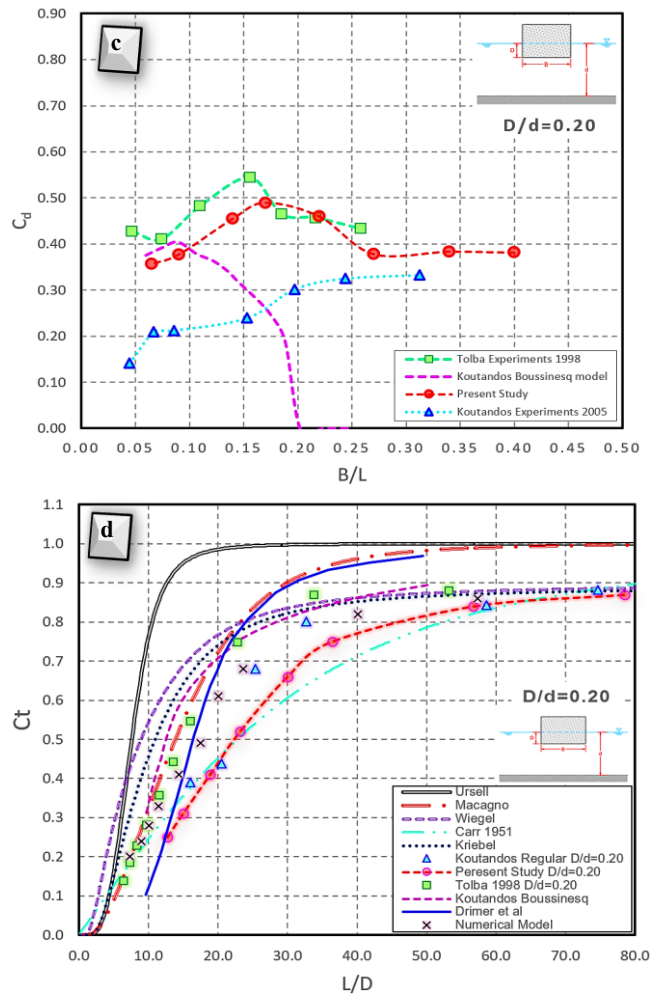 c
0.90
0.80
0.70
0.60
0.50
0.40
0.30
0.20
0.10
0.00
Cd
D
B
d
D/d=0.20
Tolba Experiments 1998
Koutandos Boussinesq model
Present Study
Koutandos Experiments 2005
0.00 0.05 0.10 0.15 0.20 0.25 0.30 0.35 0.40 0.45 0.50
B/L
d
1.1
1.0
0.9
0.8
0.7
0.6
0.5
0.4
0.3
0.2
0.1
0.0
Ct
D/d=0.20
D
B
d
Ursell
Macagno
Wiegel
Carr 1951
Kriebel
Koutandos Regular D/d=0.20
Peresent Study D/d=0.20
Tolba 1998 D/d=0.20
Koutandos Boussinesq
Drimer et al
Numerical Model
0.0 10.0 20.0 30.0 40.0 50.0 60.0 70.0 80.0
L/D